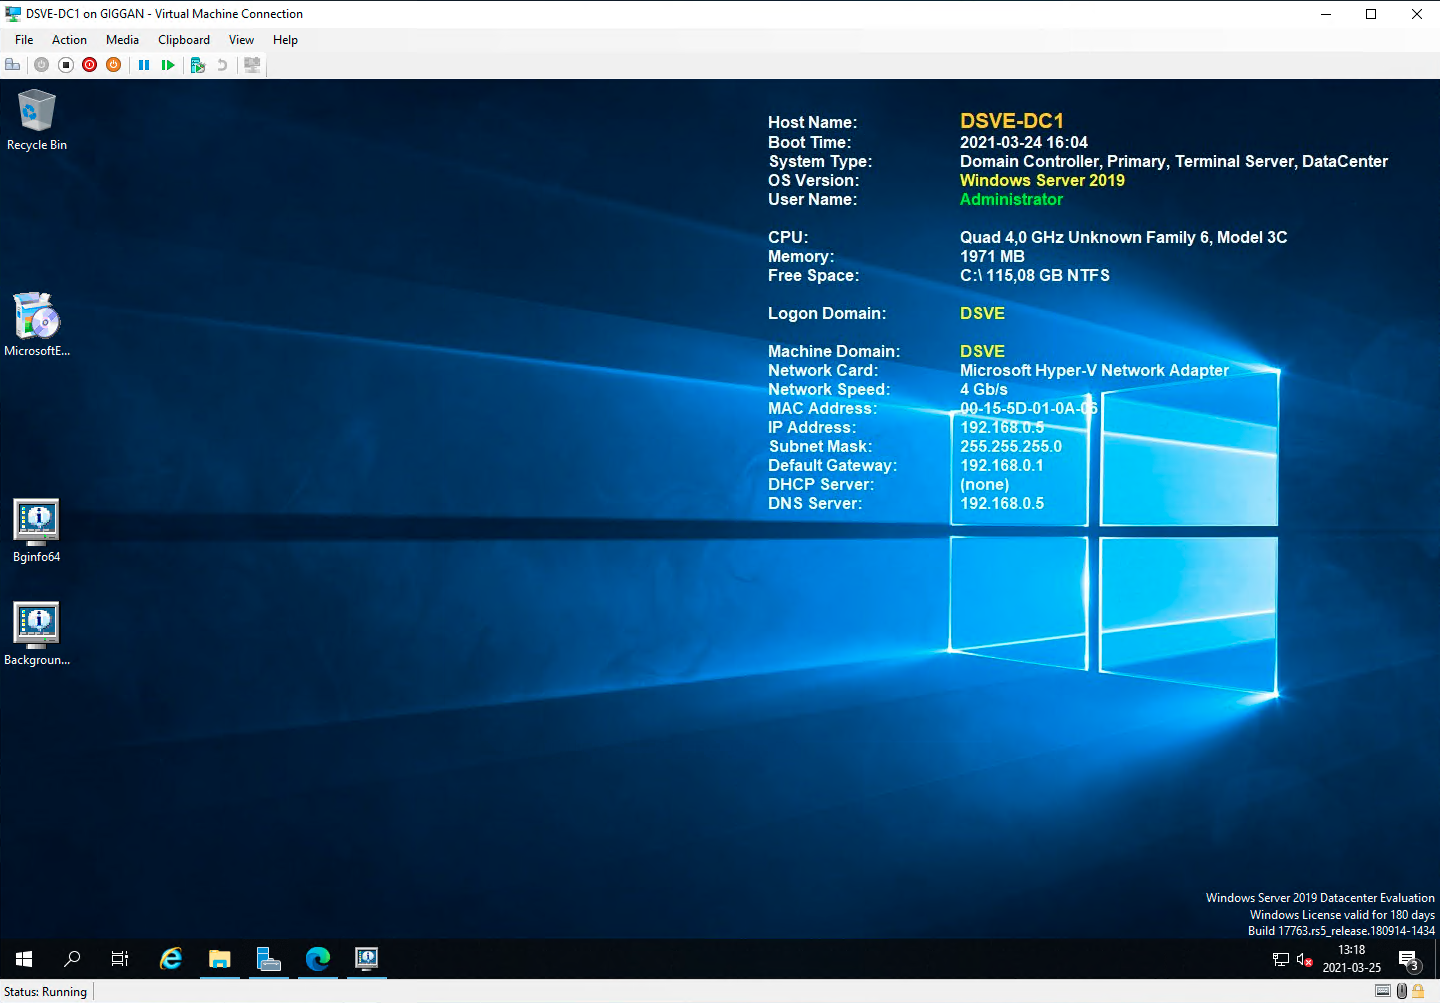 DSVE-DC1 on GIGGAN - Virtual Machine Connection
File Action Media Clipboard View Help
Recycle Bin
MicrosoftE...
Bginfo64
Backgroun...
Host Name: DSVE-DC1
Boot Time: 2021-03-24 16:04
System Type: Domain Controller, Primary, Terminal Server, DataCenter
OS Version: Windows Server 2019
User Name: Administrator
CPU: Quad 4,0 GHz Unknown Family 6, Model 3C
Memory: 1971 MB
Free Space: C:\ 115,08 GB NTFS
Logon Domain: DSVE
Machine Domain: DSVE
Network Card: Microsoft Hyper-V Network Adapter
Network Speed: 4 Gb/s
MAC Address: 00-15-5D-01-0A-06
IP Address: 192.168.0.5
Subnet Mask: 255.255.255.0
Default Gateway: 192.168.0.1
DHCP Server: (none)
DNS Server: 192.168.0.5
Windows Server 2019 Datacenter Evaluation
Windows License valid for 180 days
Build 17763.rs5_release.180914-1434
13:18
2021-03-25
3
Status: Running